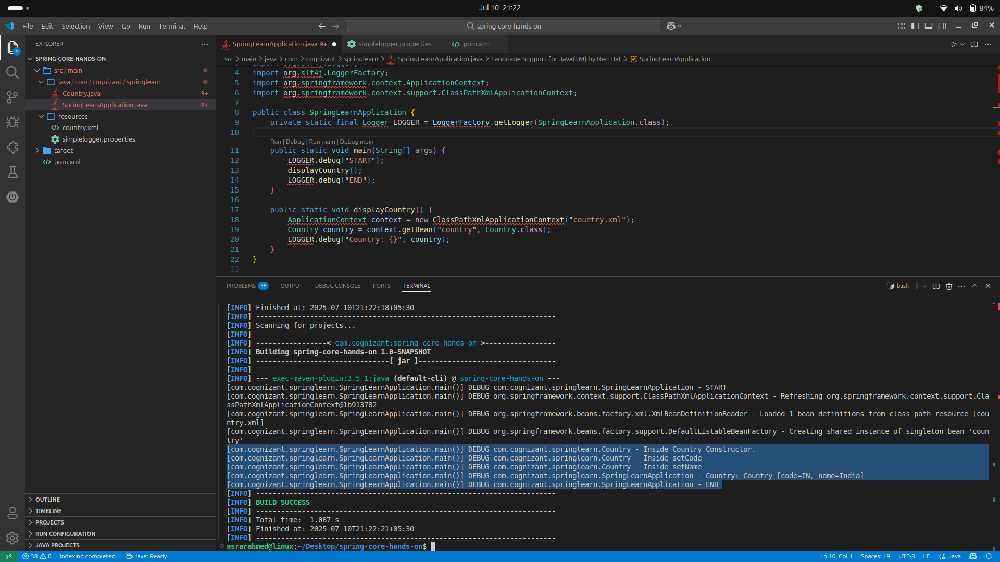 Jul 10 21:22
84%
File Edit Selection View Go Run Terminal Help
spring-core-hands-on
EXPLORER
SPRING-CORE-HANDS-ON
src / main
java / com / cognizant / springlearn
Country.java 9+
SpringLearnApplication.java 9+
resources
country.xml
simplelogger.properties
target
pom.xml
OUTLINE
TIMELINE
PROJECTS
RUN CONFIGURATION
JAVA PROJECTS
1
SpringLearnApplication.java 9+
simplelogger.properties
pom.xml
src > main > java > com > cognizant > springlearn > SpringLearnApplication.java > Language Support for Java(TM) by Red Hat > SpringLearnApplication
3 import org.slf4j.Logger;
4 import org.slf4j.LoggerFactory;
5 import org.springframework.context.ApplicationContext;
6 import org.springframework.context.support.ClassPathXmlApplicationContext;
7
8 public class SpringLearnApplication {
9 private static final Logger LOGGER = LoggerFactory.getLogger(SpringLearnApplication.class);
10
Run | Debug | Run main | Debug main
11 public static void main(String[] args) {
12 LOGGER.debug("START");
13 displayCountry();
14 LOGGER.debug("END");
15 }
16
17 public static void displayCountry() {
18 ApplicationContext context = new ClassPathXmlApplicationContext("country.xml");
19 Country country = context.getBean("country", Country.class);
20 LOGGER.debug("Country: {}", country);
21 }
22 }
23
PROBLEMS 38 OUTPUT DEBUG CONSOLE PORTS TERMINAL
bash
[INFO] Finished at: 2025-07-10T21:22:18+05:30
[INFO] ------------------------------------------------------------------------
[INFO] Scanning for projects...
[INFO]
[INFO] -----------------< com.cognizant:spring-core-hands-on >-----------------
[INFO] Building spring-core-hands-on 1.0-SNAPSHOT
[INFO] --------------------------------[ jar ]---------------------------------
[INFO]
[INFO] --- exec-maven-plugin:3.5.1:java (default-cli) @ spring-core-hands-on ---
[com.cognizant.springlearn.SpringLearnApplication.main()] DEBUG com.cognizant.springlearn.SpringLearnApplication - START
[com.cognizant.springlearn.SpringLearnApplication.main()] DEBUG org.springframework.context.support.ClassPathXmlApplicationContext - Refreshing org.springframework.context.support.Cla
ssPathXmlApplicationContext@1b913782
[com.cognizant.springlearn.SpringLearnApplication.main()] DEBUG org.springframework.beans.factory.xml.XmlBeanDefinitionReader - Loaded 1 bean definitions from class path resource [cou
ntry.xml]
[com.cognizant.springlearn.SpringLearnApplication.main()] DEBUG org.springframework.beans.factory.support.DefaultListableBeanFactory - Creating shared instance of singleton bean 'coun
try'
[com.cognizant.springlearn.SpringLearnApplication.main()] DEBUG com.cognizant.springlearn.Country - Inside Country Constructor.
[com.cognizant.springlearn.SpringLearnApplication.main()] DEBUG com.cognizant.springlearn.Country - Inside setCode
[com.cognizant.springlearn.SpringLearnApplication.main()] DEBUG com.cognizant.springlearn.Country - Inside setName
[com.cognizant.springlearn.SpringLearnApplication.main()] DEBUG com.cognizant.springlearn.SpringLearnApplication - Country: Country [code=IN, name=India]
[com.cognizant.springlearn.SpringLearnApplication.main()] DEBUG com.cognizant.springlearn.SpringLearnApplication - END
[INFO] ------------------------------------------------------------------------
[INFO] BUILD SUCCESS
[INFO] ------------------------------------------------------------------------
[INFO] Total time:  1.087 s
[INFO] Finished at: 2025-07-10T21:22:21+05:30
[INFO] ------------------------------------------------------------------------
asrarahmed@linux:~/Desktop/spring-core-hands-on$
38 0 Indexing completed. Java: Ready
Ln 10, Col 1 Spaces: 19 UTF-8 LF Java